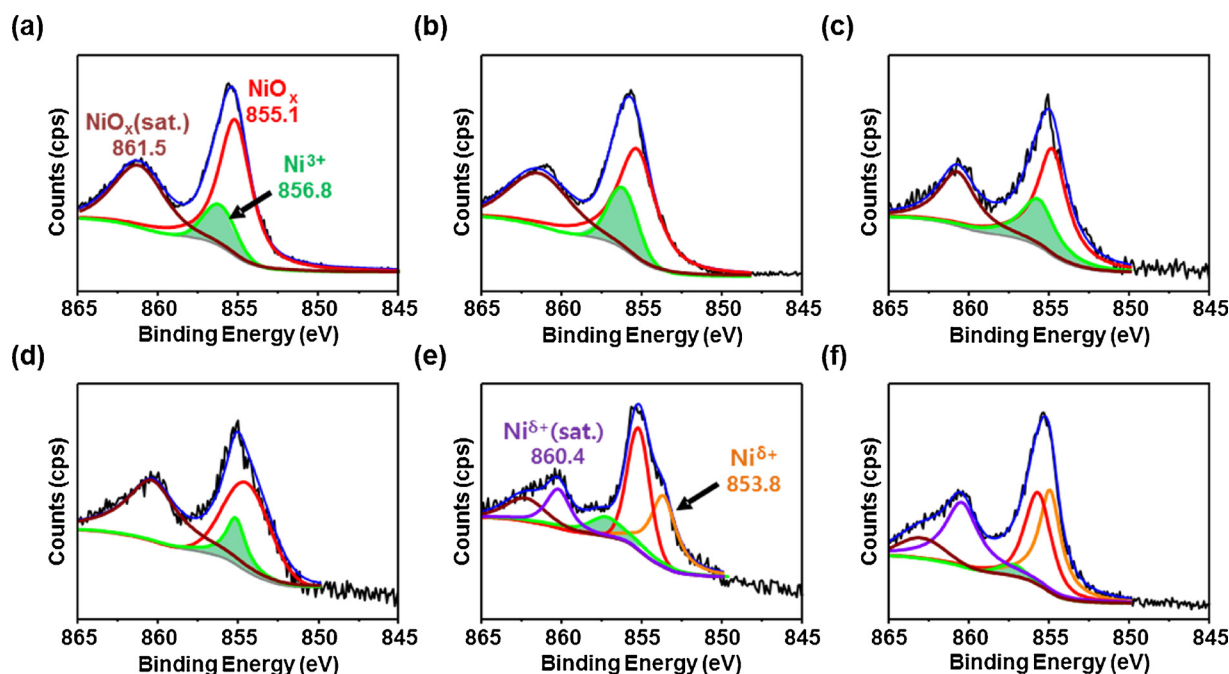 (a)
NiOₓ(sat.)
861.5
NiOₓ
855.1
Ni³⁺
856.8
Counts (cps)
865 860 855 850 845
Binding Energy (eV)
(b)
Counts (cps)
865 860 855 850 845
Binding Energy (eV)
(c)
Counts (cps)
865 860 855 850 845
Binding Energy (eV)
(d)
Counts (cps)
865 860 855 850 845
Binding Energy (eV)
(e)
Niᵟ⁺(sat.)
860.4
Niᵟ⁺
853.8
Counts (cps)
865 860 855 850 845
Binding Energy (eV)
(f)
Counts (cps)
865 860 855 850 845
Binding Energy (eV)